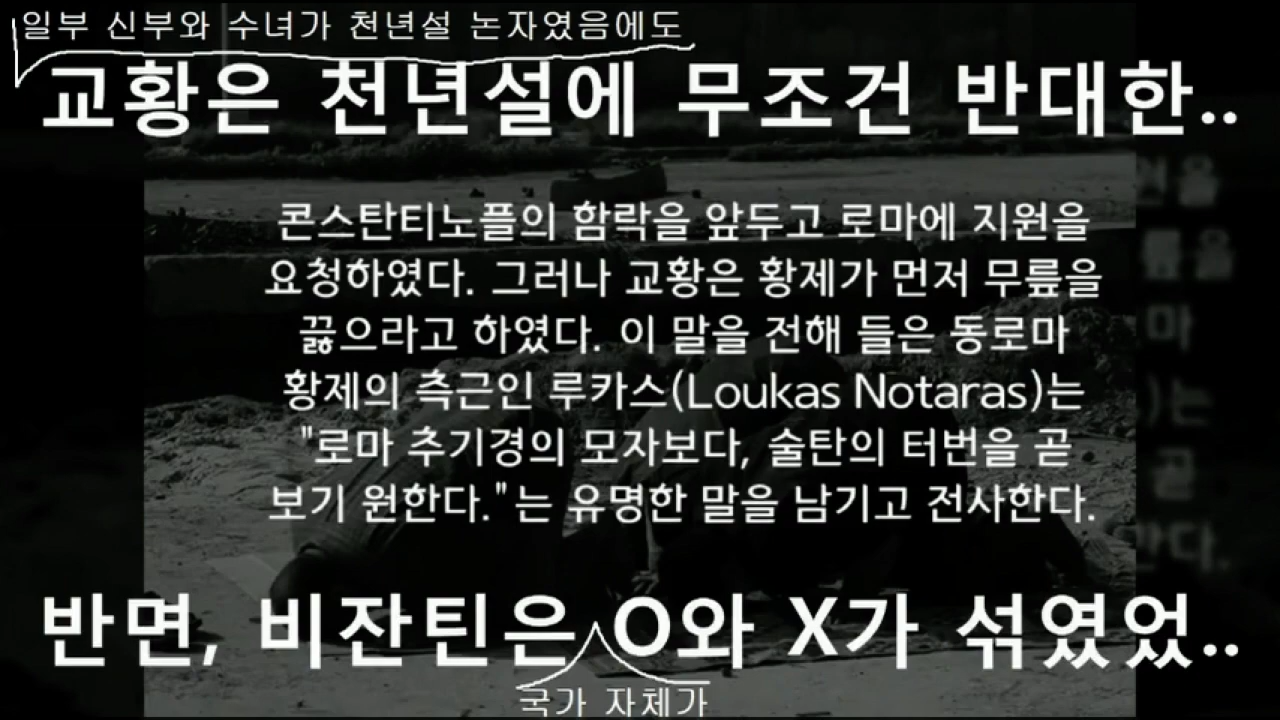 일부 신부와 수녀가 천년설 논자였음에도
교황은 천년설에 무조건 반대한..
콘스탄티노플의 함락을 앞두고 로마에 지원을
요청하였다. 그러나 교황은 황제가 먼저 무릎을
끓으라고 하였다. 이 말을 전해 들은 동로마
황제의 측근인 루카스(Loukas Notaras)는
"로마 추기경의 모자보다, 술탄의 터번을 곧
보기 원한다."는 유명한 말을 남기고 전사한다.
반면, 비잔틴은 O와 X가 섞였었..
국가 자체가